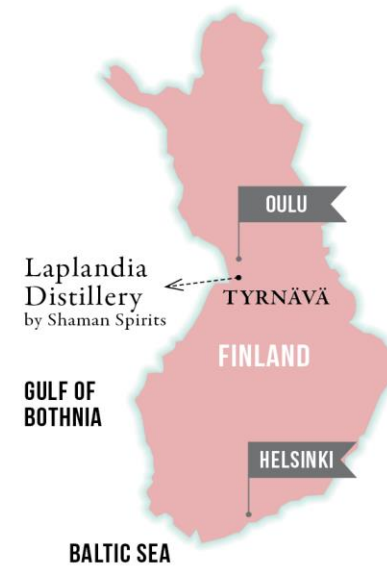 OULU
Laplandia
Distillery
by Shaman Spirits
TYRNÄVÄ
FINLAND
GULF OF
BOTHNIA
HELSINKI
BALTIC SEA